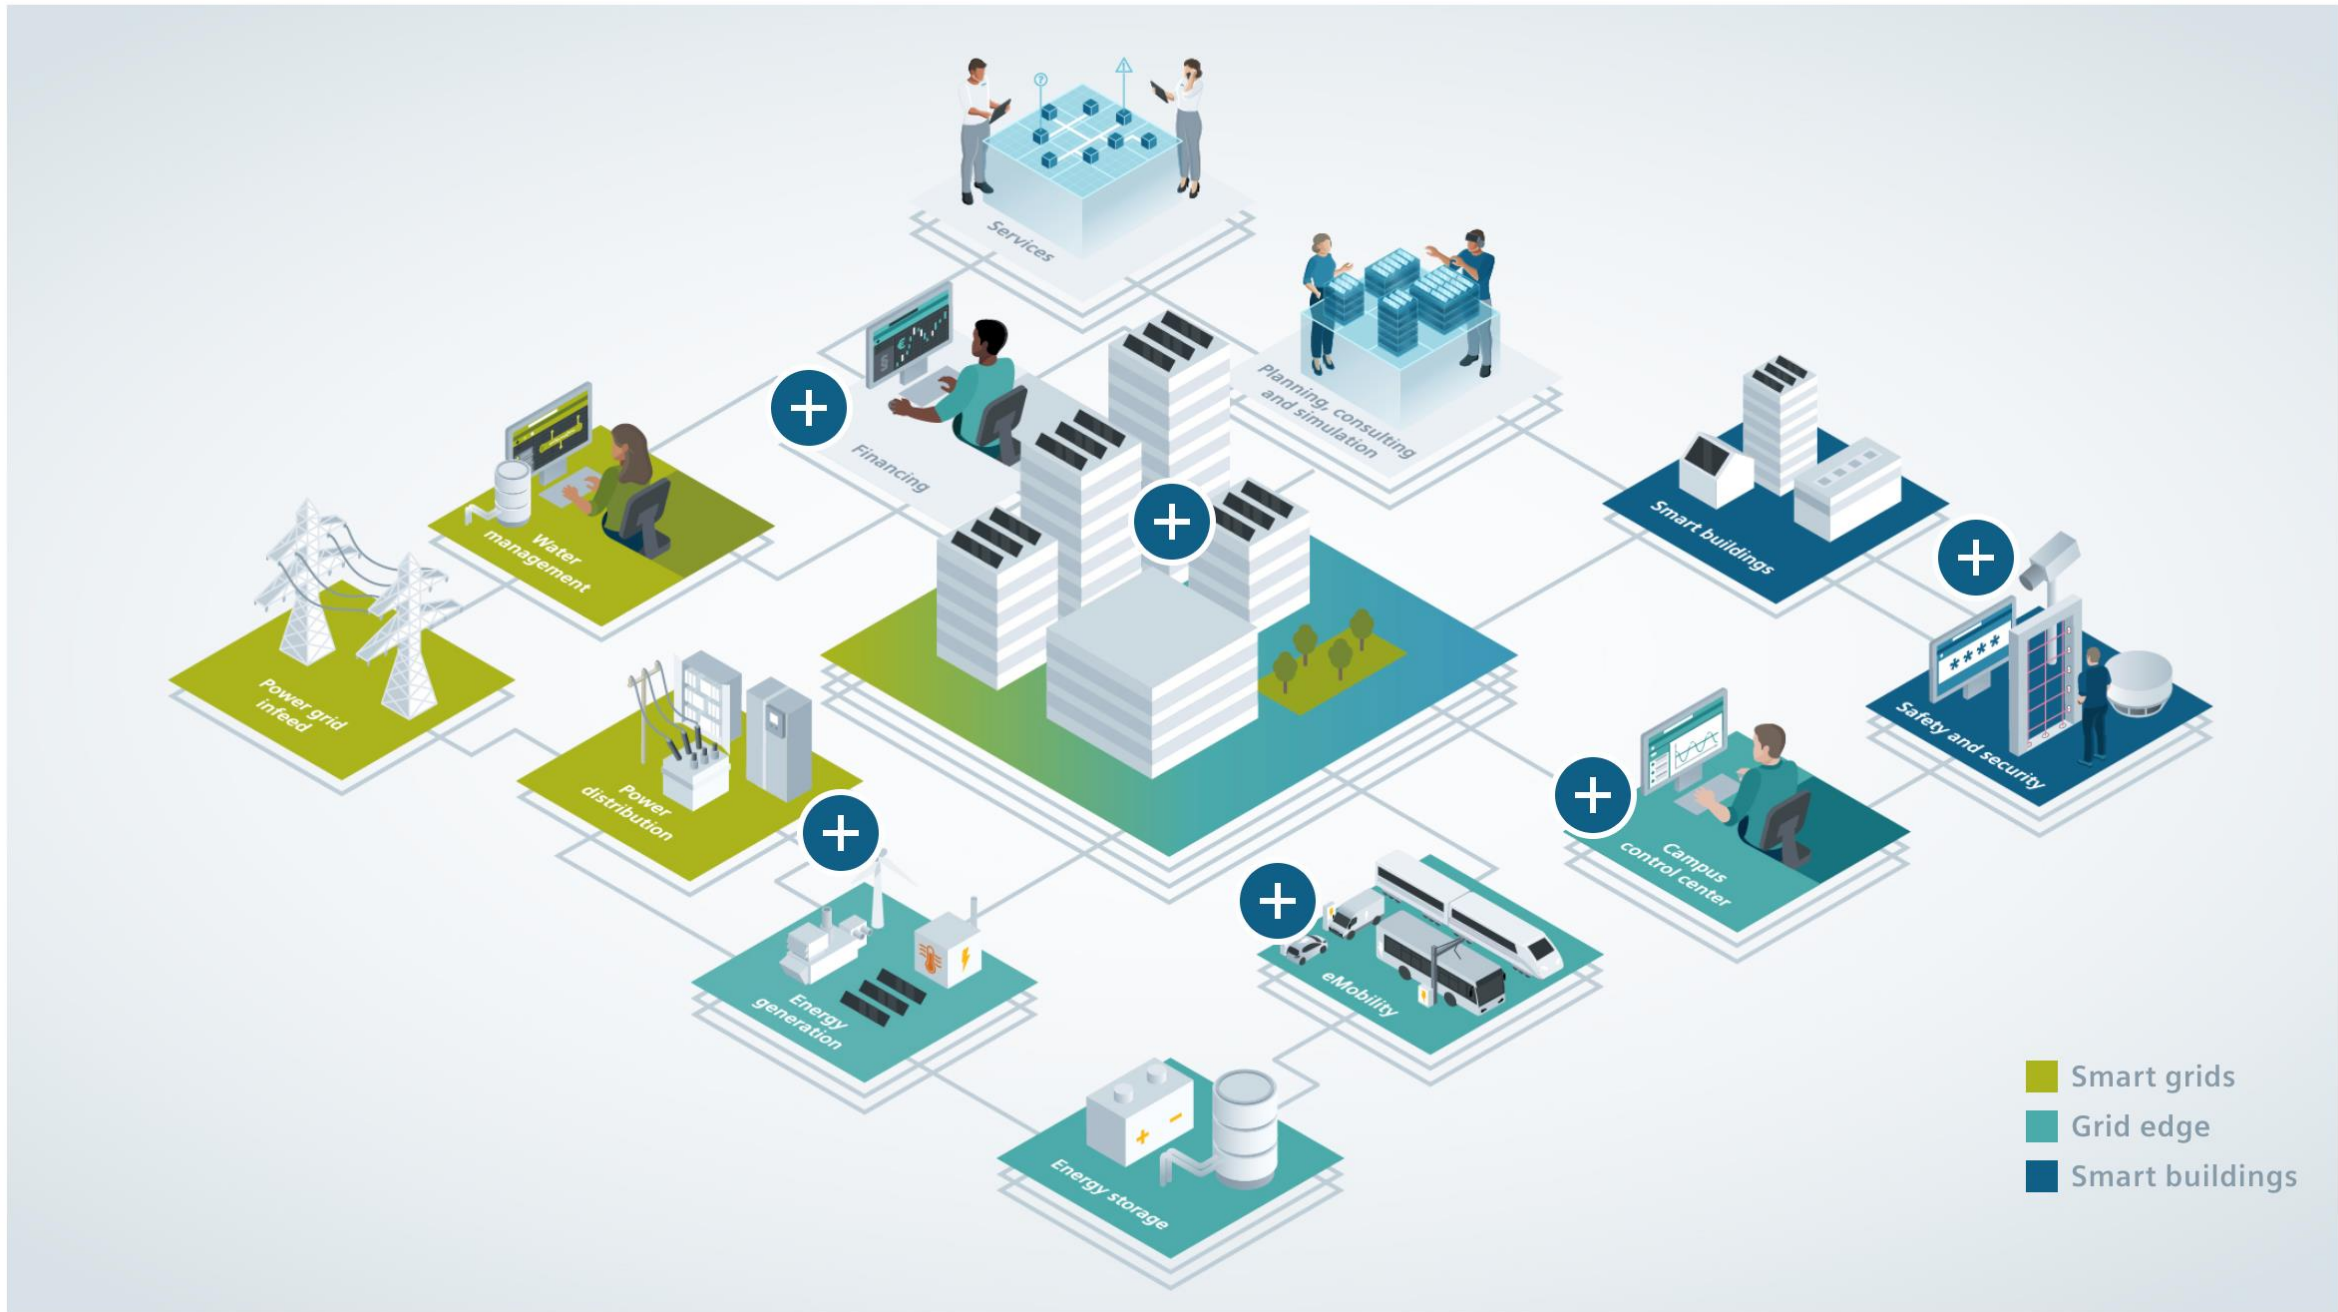 Services
Planning, consulting
and simulation
Financing
Water
management
Smart buildings
Power grid
infeed
Safety and security
Power
distribution
Campus
control center
eMobility
Energy
generation
Energy storage
Smart grids
Grid edge
Smart buildings